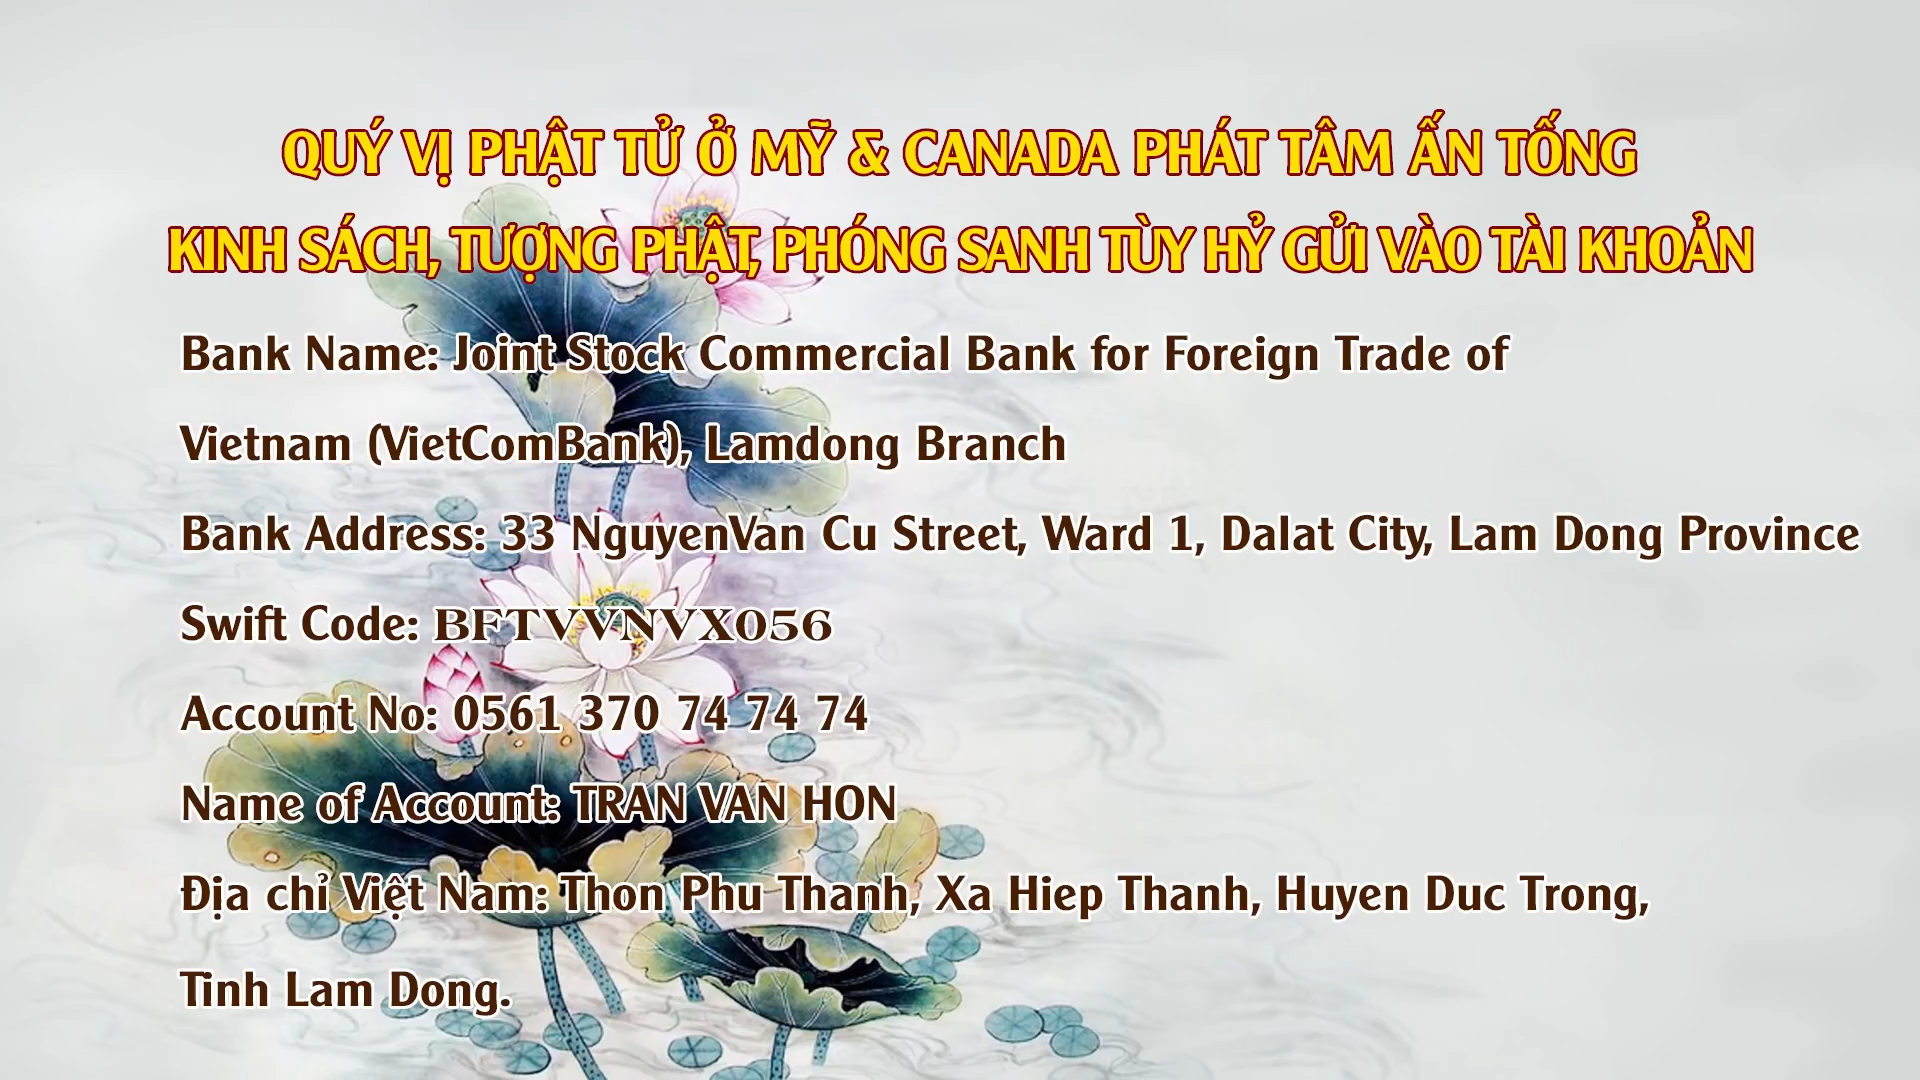 QUÝ VỊ PHẬT TỬ Ở MỸ & CANADA PHÁT TÂM ẤN TỐNG
KINH SÁCH, TƯỢNG PHẬT, PHÓNG SANH TÙY HỶ GỬI VÀO TÀI KHOẢN
Bank Name: Joint Stock Commercial Bank for Foreign Trade of
Vietnam (VietComBank), Lamdong Branch
Bank Address: 33 NguyenVan Cu Street, Ward 1, Dalat City, Lam Dong Province
Swift Code: BFTVVNVX056
Account No: 0561 370 74 74 74
Name of Account: TRAN VAN HON
Địa chỉ Việt Nam: Thon Phu Thanh, Xa Hiep Thanh, Huyen Duc Trong,
Tinh Lam Dong.